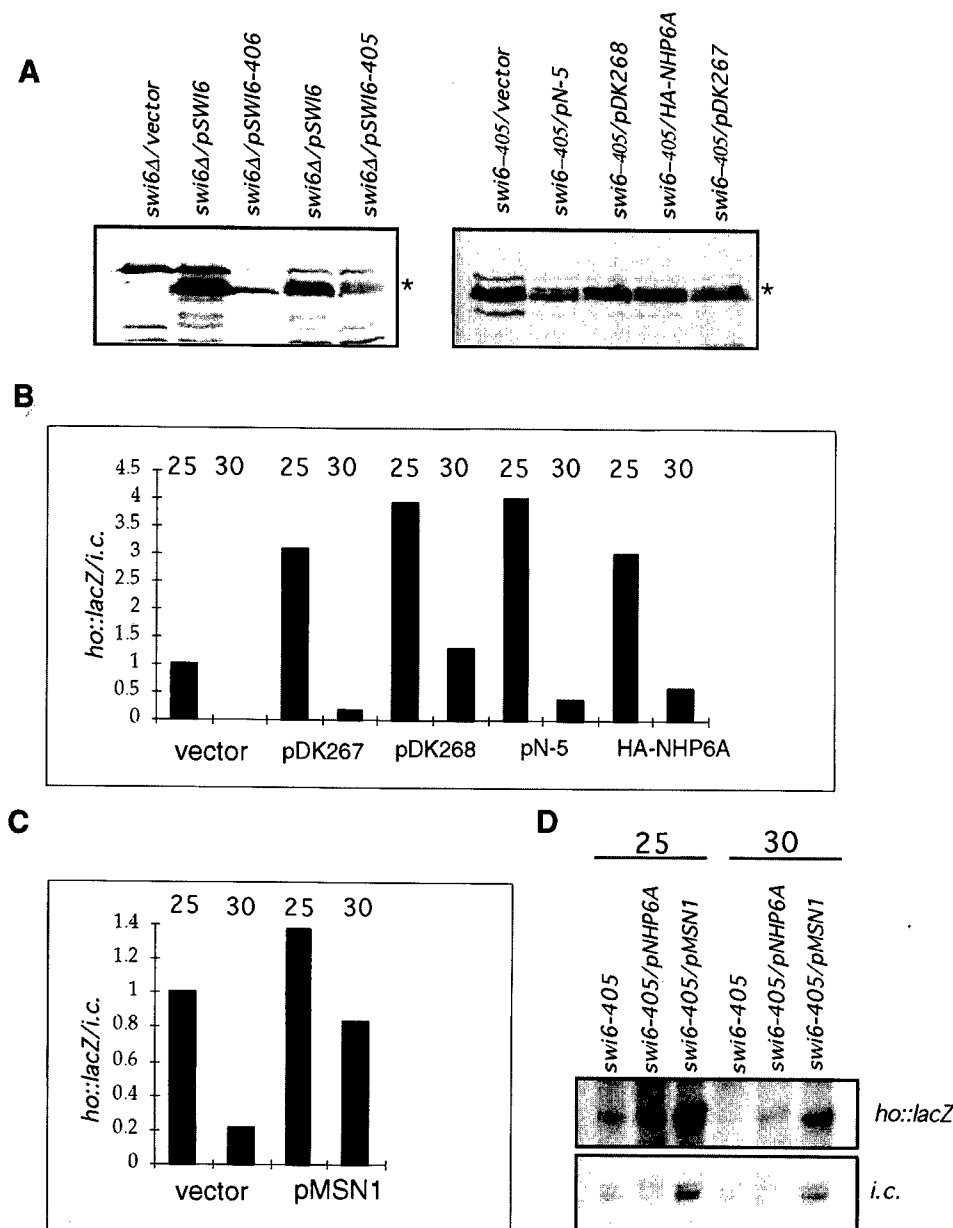 A
swi6Δ/vector
swi6Δ/pSWI6
swi6Δ/pSWI6-406
swi6Δ/pSWI6
swi6Δ/pSWI6-405
*
swi6-405/vector
swi6-405/pN-5
swi6-405/pDK268
swi6-405/HA-NHP6A
swi6-405/pDK267
*
B
ho::lacZ/i.c.
4.5
4
3.5
3
2.5
2
1.5
1
0.5
0
25 30 25 30 25 30 25 30 25 30
vector pDK267 pDK268 pN-5 HA-NHP6A
C
ho::lacZ/i.c.
1.4
1.2
1
0.8
0.6
0.4
0.2
0
25 30 25 30
vector pMSN1
D
25 30
swi6-405
swi6-405/pNHP6A
swi6-405/pMSN1
swi6-405
swi6-405/pNHP6A
swi6-405/pMSN1
ho::lacZ
i.c.